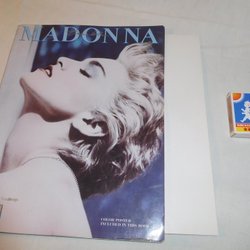 MADONNA
COLOR POSTER
INCLUDED IN THIS BOOK